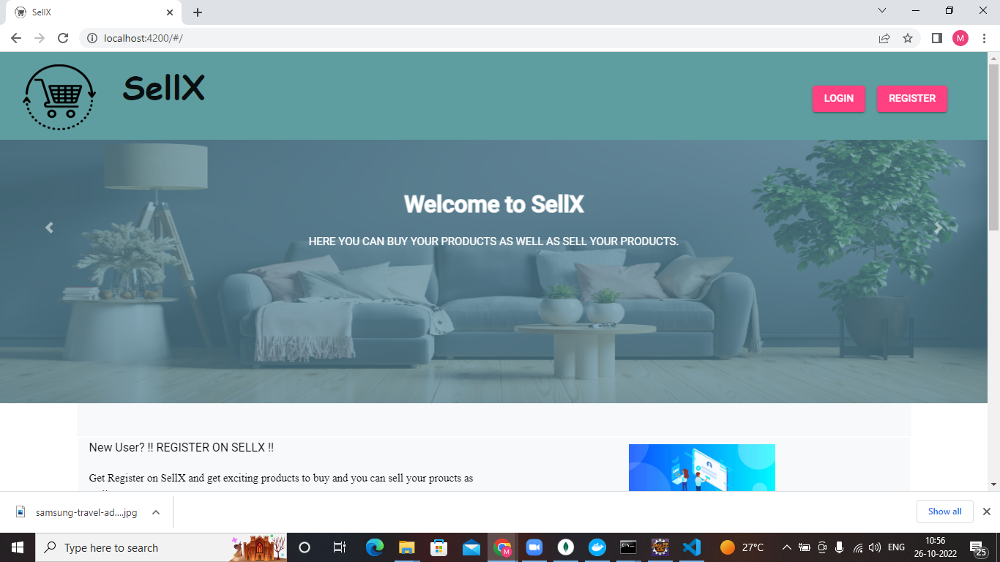 SellX
localhost:4200/#/
M
SellX
LOGIN
REGISTER
Welcome to SellX
HERE YOU CAN BUY YOUR PRODUCTS AS WELL AS SELL YOUR PRODUCTS.
New User? !! REGISTER ON SELLX !!
Get Register on SellX and get exciting products to buy and you can sell your proucts as
samsung-travel-ad....jpg
Show all
Type here to search
M
27°C
ENG
10:56
26-10-2022
25